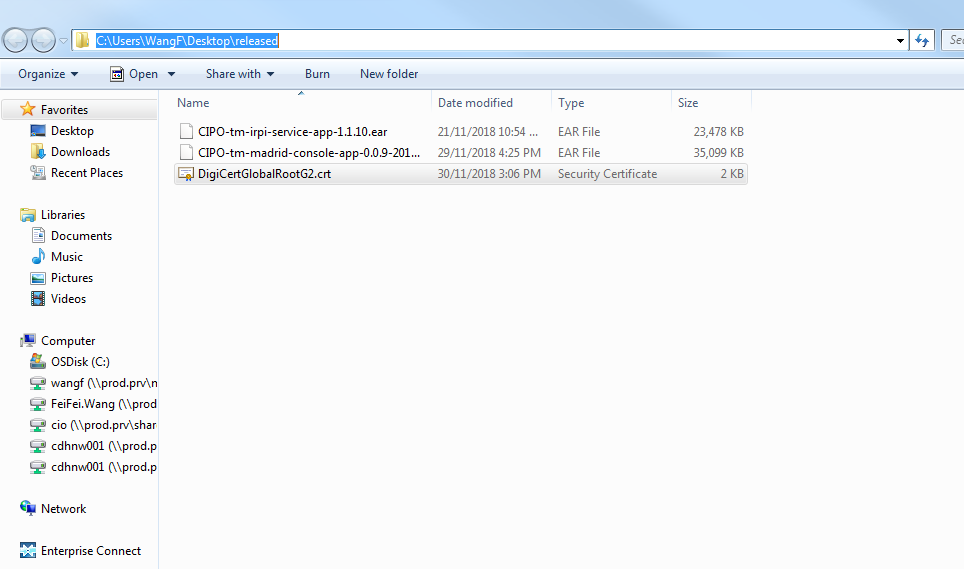 C:\Users\WangF\Desktop\released
Organize Open Share with Burn New folder
Name Date modified Type Size
Favorites
Desktop
Downloads
Recent Places
Libraries
Documents
Music
Pictures
Videos
Computer
OSDisk (C:)
wangf (\\prod.prv\n
FeiFei.Wang (\\prod
cio (\\prod.prv\shar
cdhnw001 (\\prod.p
cdhnw001 (\\prod.p
Network
Enterprise Connect
CIPO-tm-irpi-service-app-1.1.10.ear 21/11/2018 10:54 ... EAR File 23,478 KB
CIPO-tm-madrid-console-app-0.0.9-201... 29/11/2018 4:25 PM EAR File 35,099 KB
DigiCertGlobalRootG2.crt 30/11/2018 3:06 PM Security Certificate 2 KB